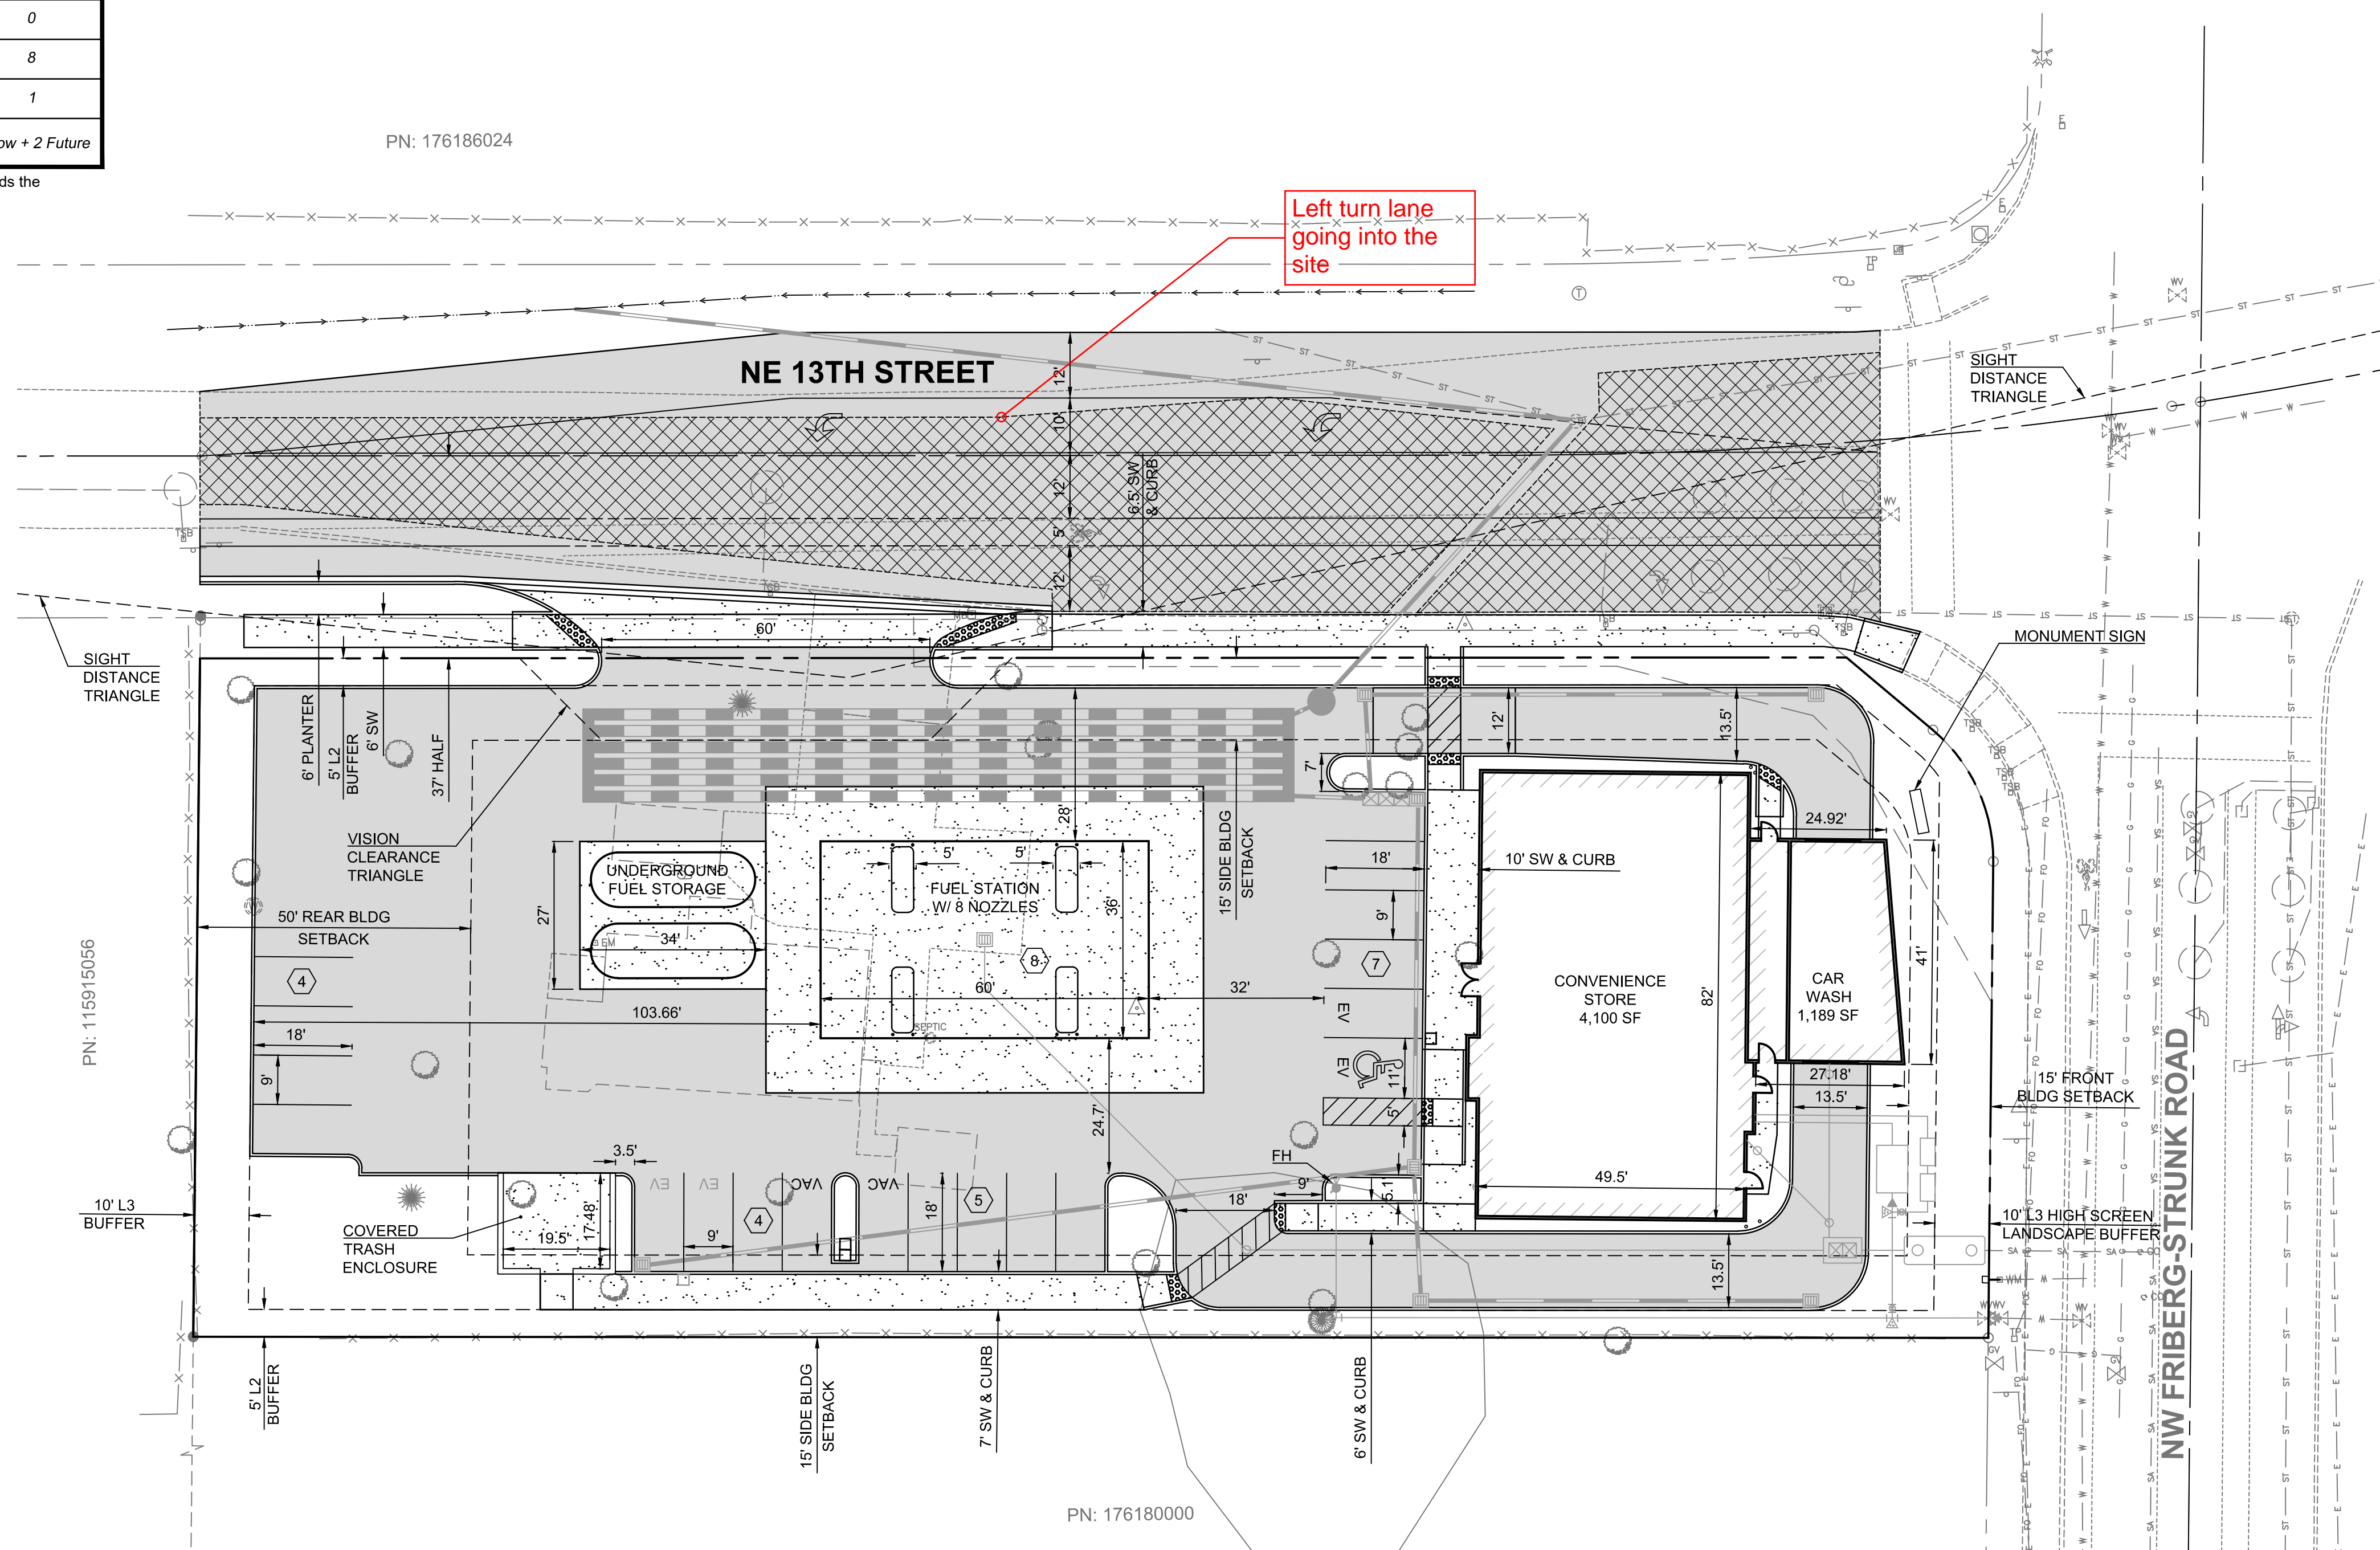 0
8
1
ow + 2 Future
ds the
PN: 176186024
Left turn lane
going into the
site
NE 13TH STREET
12'
10'
12'
5'
12'
6.5' SW
& CURB
SIGHT
DISTANCE
TRIANGLE
MONUMENT SIGN
60'
SIGHT
DISTANCE
TRIANGLE
6' PLANTER
5' L2
BUFFER
6' SW
37' HALF
VISION
CLEARANCE
TRIANGLE
28'
15' SIDE BLDG
SETBACK
7'
12'
13.5'
24.92'
UNDERGROUND
FUEL STORAGE
27'
34'
5'
5'
FUEL STATION
W/ 8 NOZZLES
36'
8
60'
32'
18'
9'
7
10' SW & CURB
50' REAR BLDG
SETBACK
PN: 115915056
4
103.66'
18'
9'
SEPTIC
EM
CONVENIENCE
STORE
4,100 SF
82'
CAR
WASH
1,189 SF
41'
EV
EV
11'
5'
27.18'
13.5'
15' FRONT
BLDG SETBACK
24.7'
3.5'
EV
EV
VAC
VAC
FH
9'
5.1'
18'
49.5'
10' L3
BUFFER
COVERED
TRASH
ENCLOSURE
19.5'
17.48'
4
9'
18'
5
13.5'
10' L3 HIGH SCREEN
LANDSCAPE BUFFER
NW FRIBERG-STRUNK ROAD
5' L2
BUFFER
15' SIDE BLDG
SETBACK
7' SW & CURB
6' SW & CURB
PN: 176180000